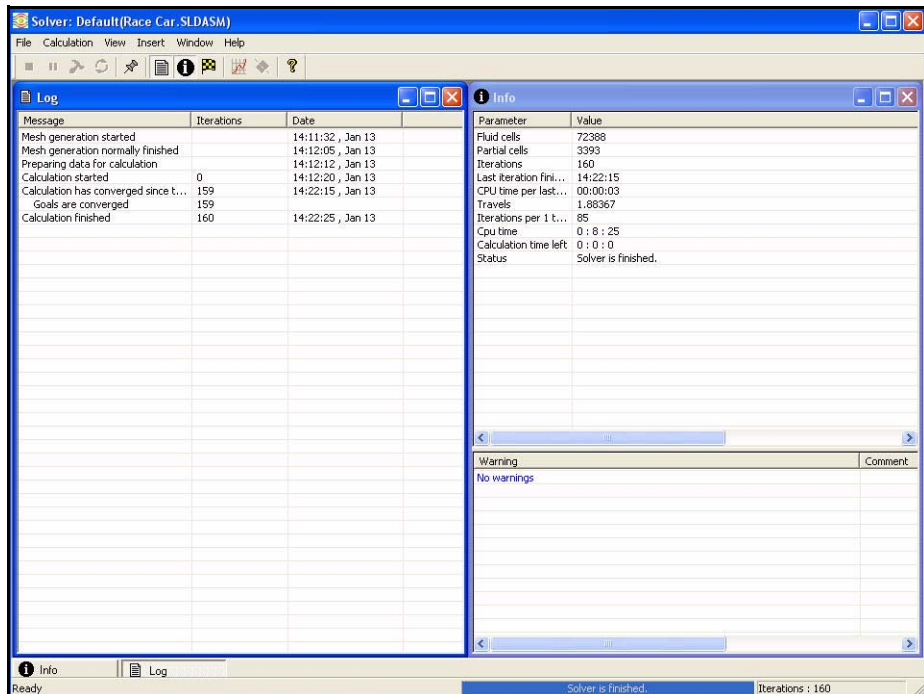 Solver: Default(Race Car.SLDASM)
File Calculation View Insert Window Help
Log
Message Iterations Date
Mesh generation started 14:11:32 , Jan 13
Mesh generation normally finished 14:12:05 , Jan 13
Preparing data for calculation 14:12:12 , Jan 13
Calculation started 0 14:12:20 , Jan 13
Calculation has converged since t... 159 14:22:15 , Jan 13
Goals are converged 159
Calculation finished 160 14:22:25 , Jan 13
Info
Parameter Value
Fluid cells 72388
Partial cells 3393
Iterations 160
Last iteration fini... 14:22:15
CPU time per last... 00:00:03
Travels 1.88367
Iterations per 1 t... 85
Cpu time 0 : 8 : 25
Calculation time left 0 : 0 : 0
Status Solver is finished.
Warning Comment
No warnings
Info Log
Ready Solver is finished. Iterations : 160